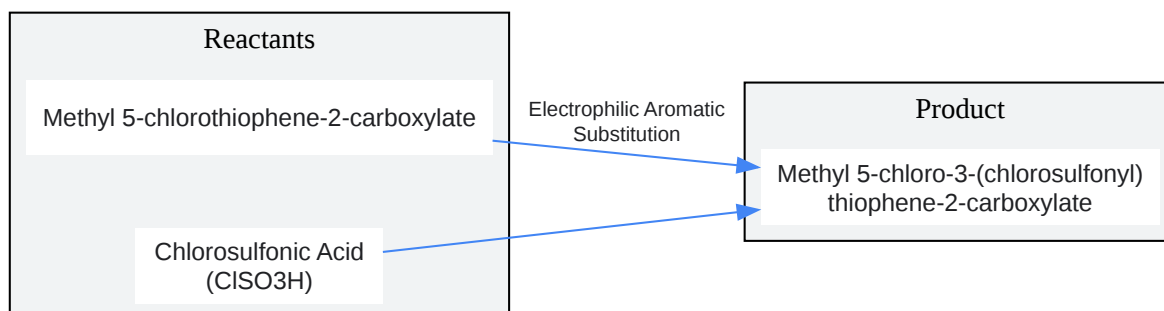 Reactants
Methyl 5-chlorothiophene-2-carboxylate
Chlorosulfonic Acid
(ClSO3H)
Electrophilic Aromatic
Substitution
Product
Methyl 5-chloro-3-(chlorosulfonyl)
thiophene-2-carboxylate